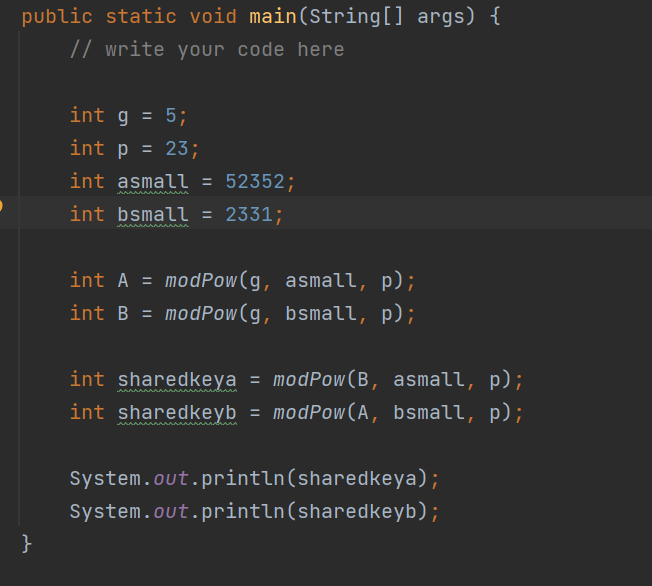 public static void main(String[] args) {
// write your code here
int g = 5;
int p = 23;
int asmall = 52352;
int bsmall = 2331;
int A = modPow(g, asmall, p);
int B = modPow(g, bsmall, p);
int sharedkeya = modPow(B, asmall, p);
int sharedkeyb = modPow(A, bsmall, p);
System.out.println(sharedkeya);
System.out.println(sharedkeyb);
}